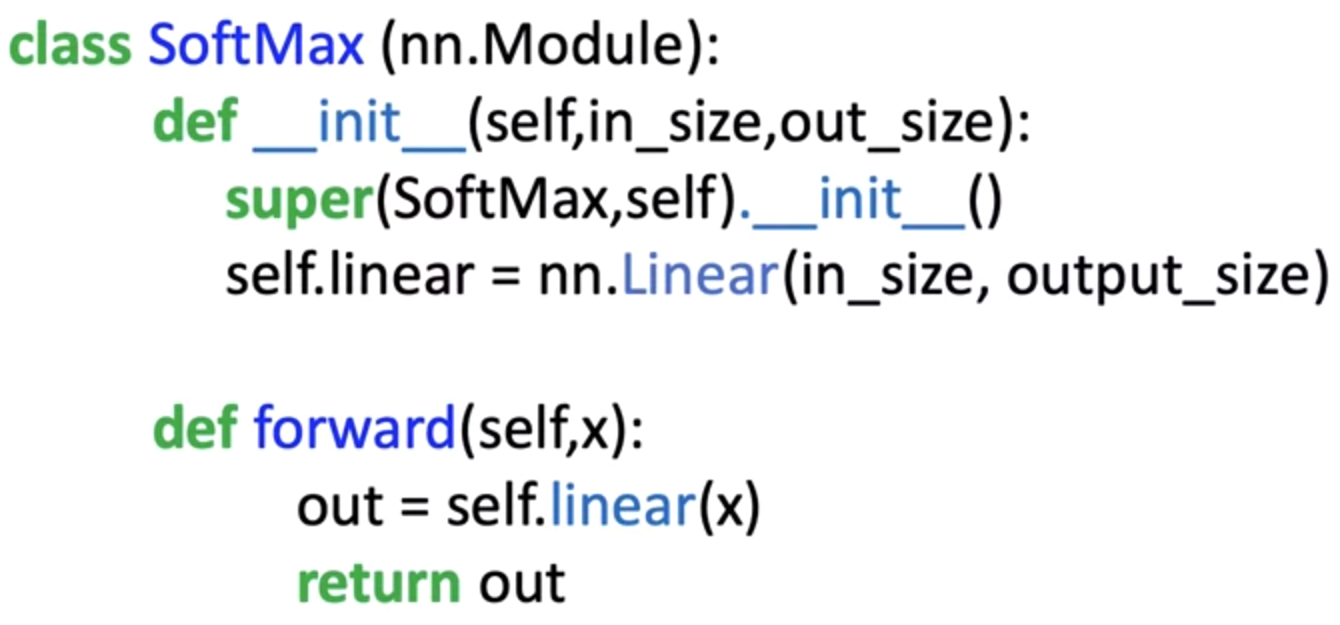 class SoftMax (nn.Module):
def __init__(self,in_size,out_size):
super(SoftMax,self).__init__()
self.linear = nn.Linear(in_size, output_size)
def forward(self,x):
out = self.linear(x)
return out